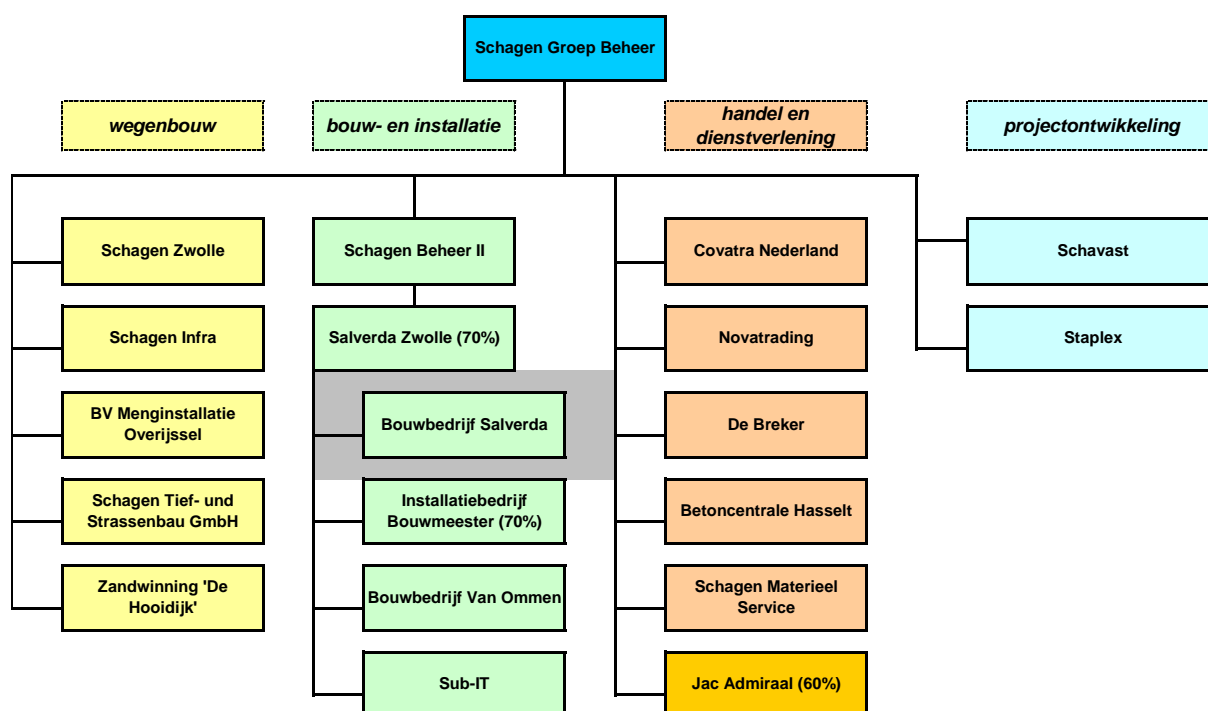 Schagen Groep Beheer
wegenbouw
bouw- en installatie
handel en
dienstverlening
projectontwikkeling
Schagen Zwolle
Schagen Beheer II
Covatra Nederland
Schavast
Schagen Infra
Salverda Zwolle (70%)
Novatrading
Staplex
BV Menginstallatie
Overijssel
Bouwbedrijf Salverda
De Breker
Schagen Tief- und
Strassenbau GmbH
Installatiebedrijf
Bouwmeester (70%)
Betoncentrale Hasselt
Zandwinning 'De
Hooidijk'
Bouwbedrijf Van Ommen
Schagen Materieel
Service
Sub-IT
Jac Admiraal (60%)